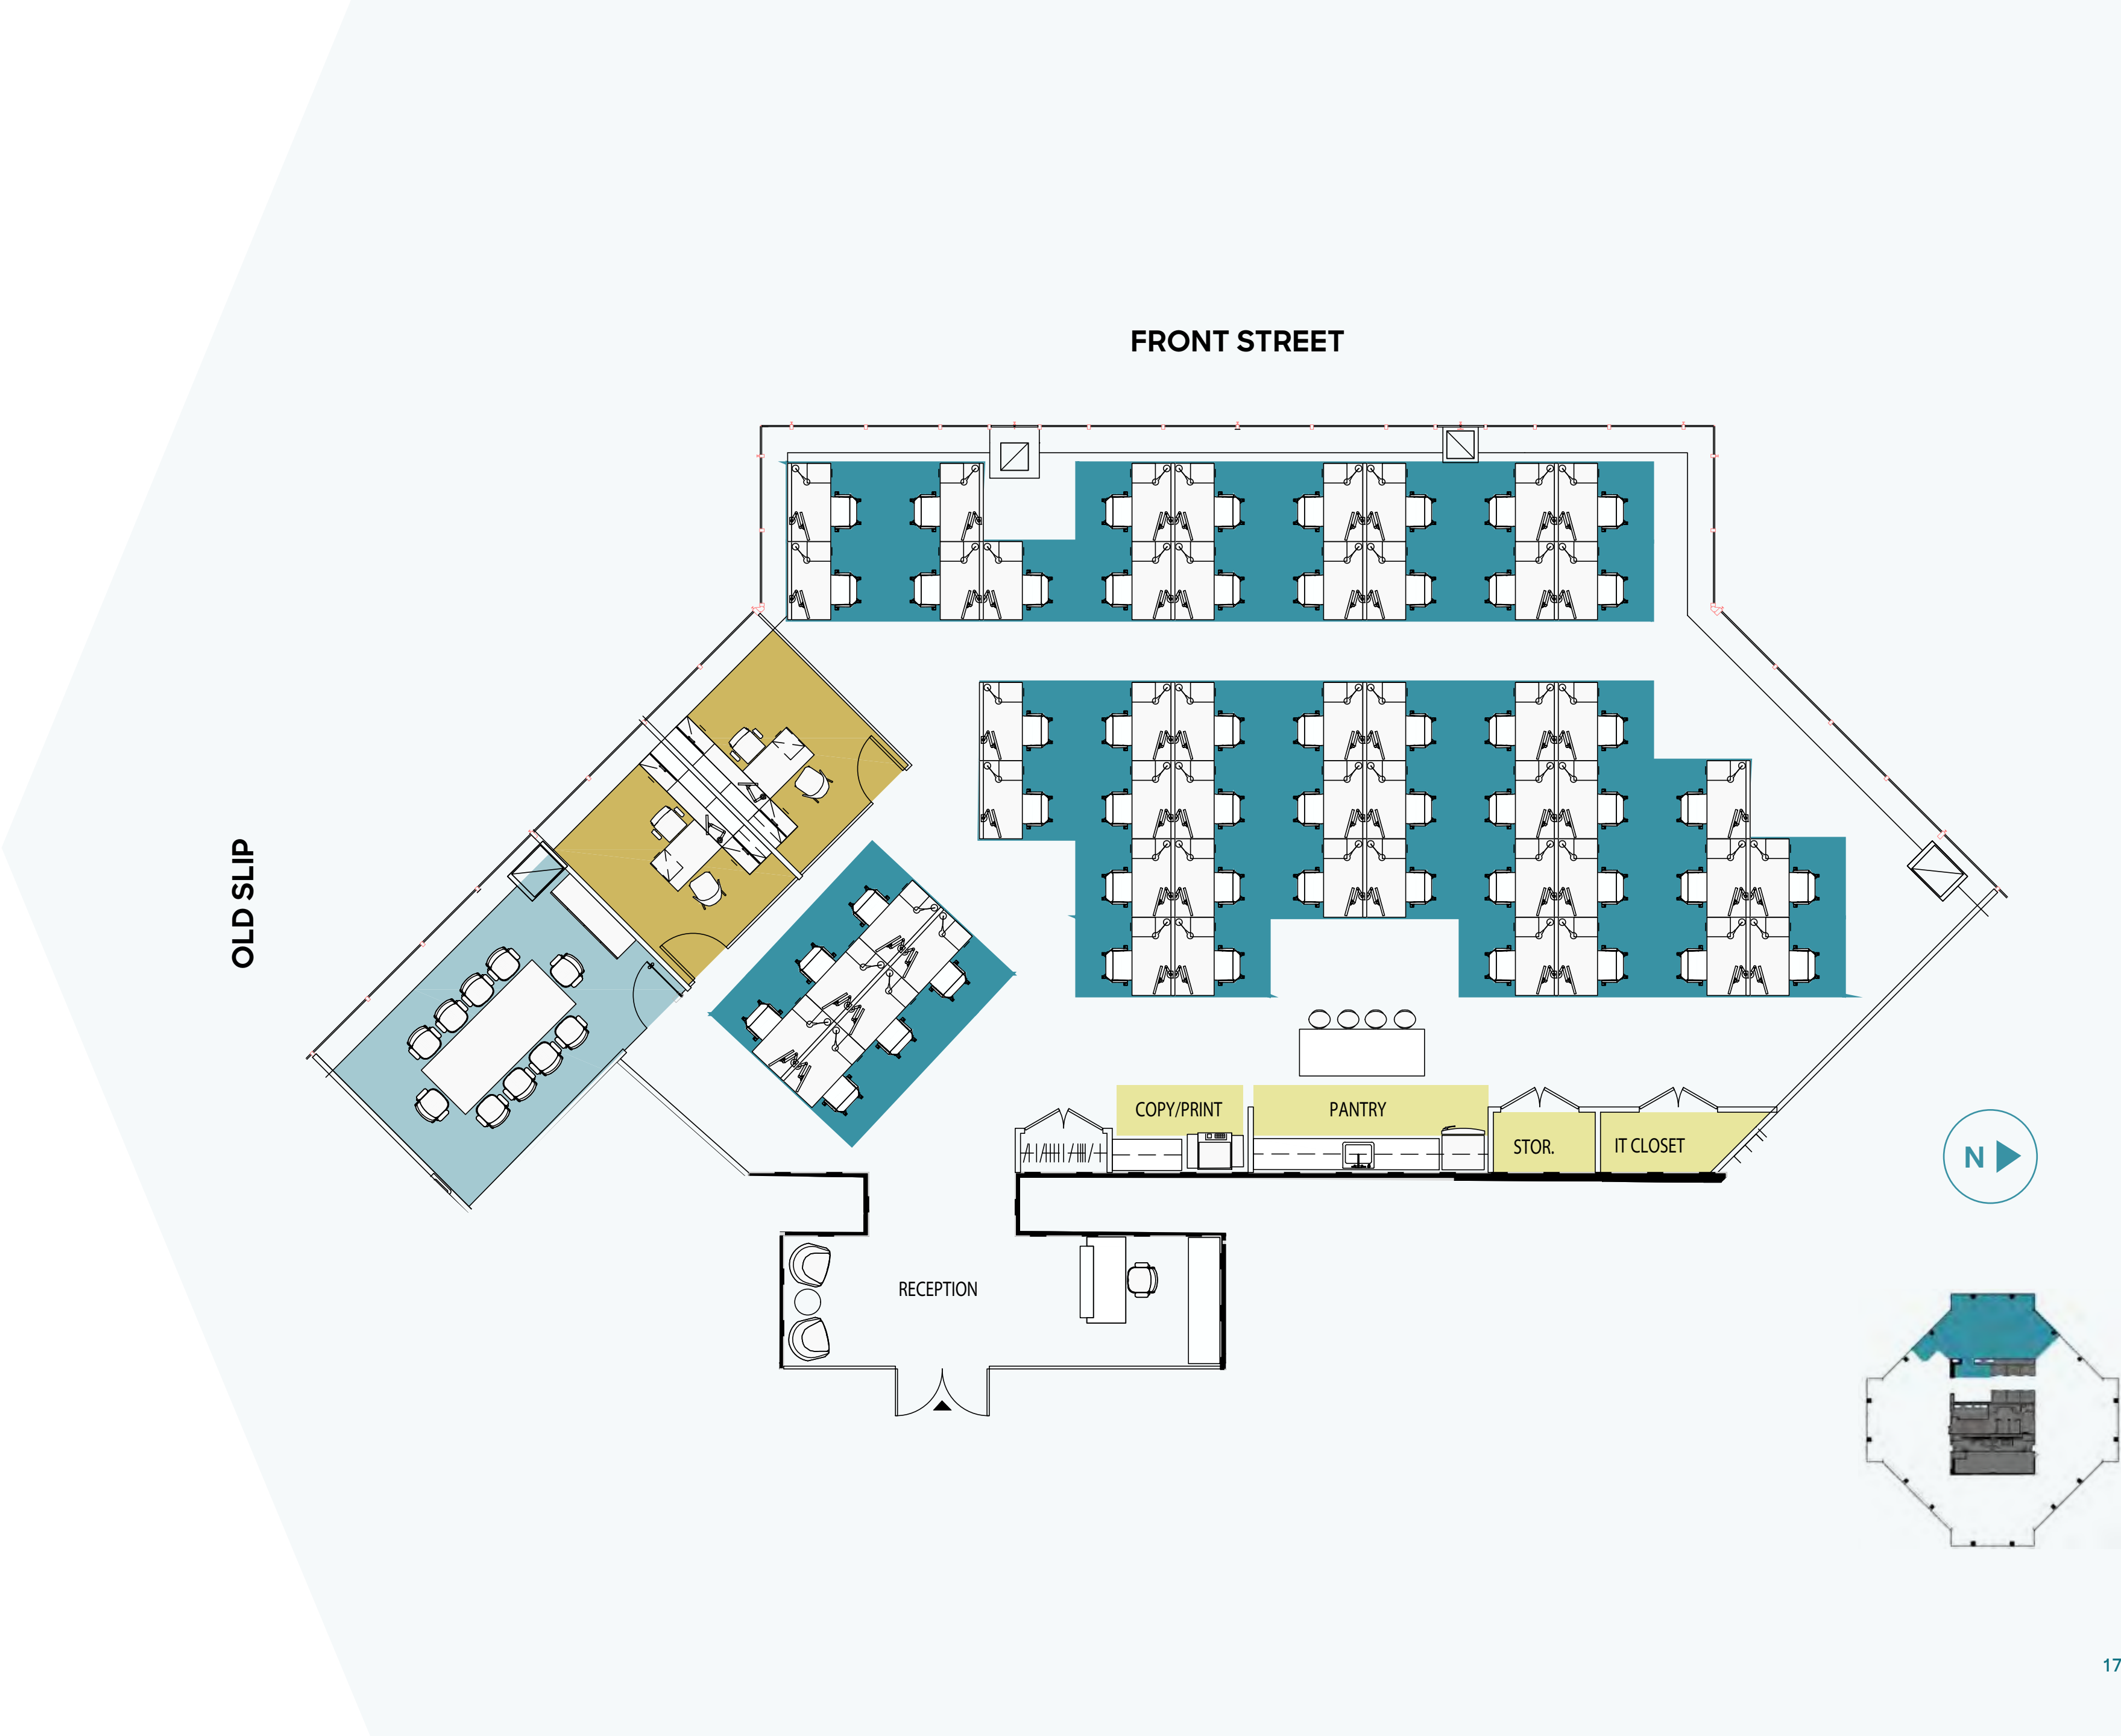 FRONT STREET
OLD SLIP
COPY/PRINT
PANTRY
STOR.
IT CLOSET
N
RECEPTION
17